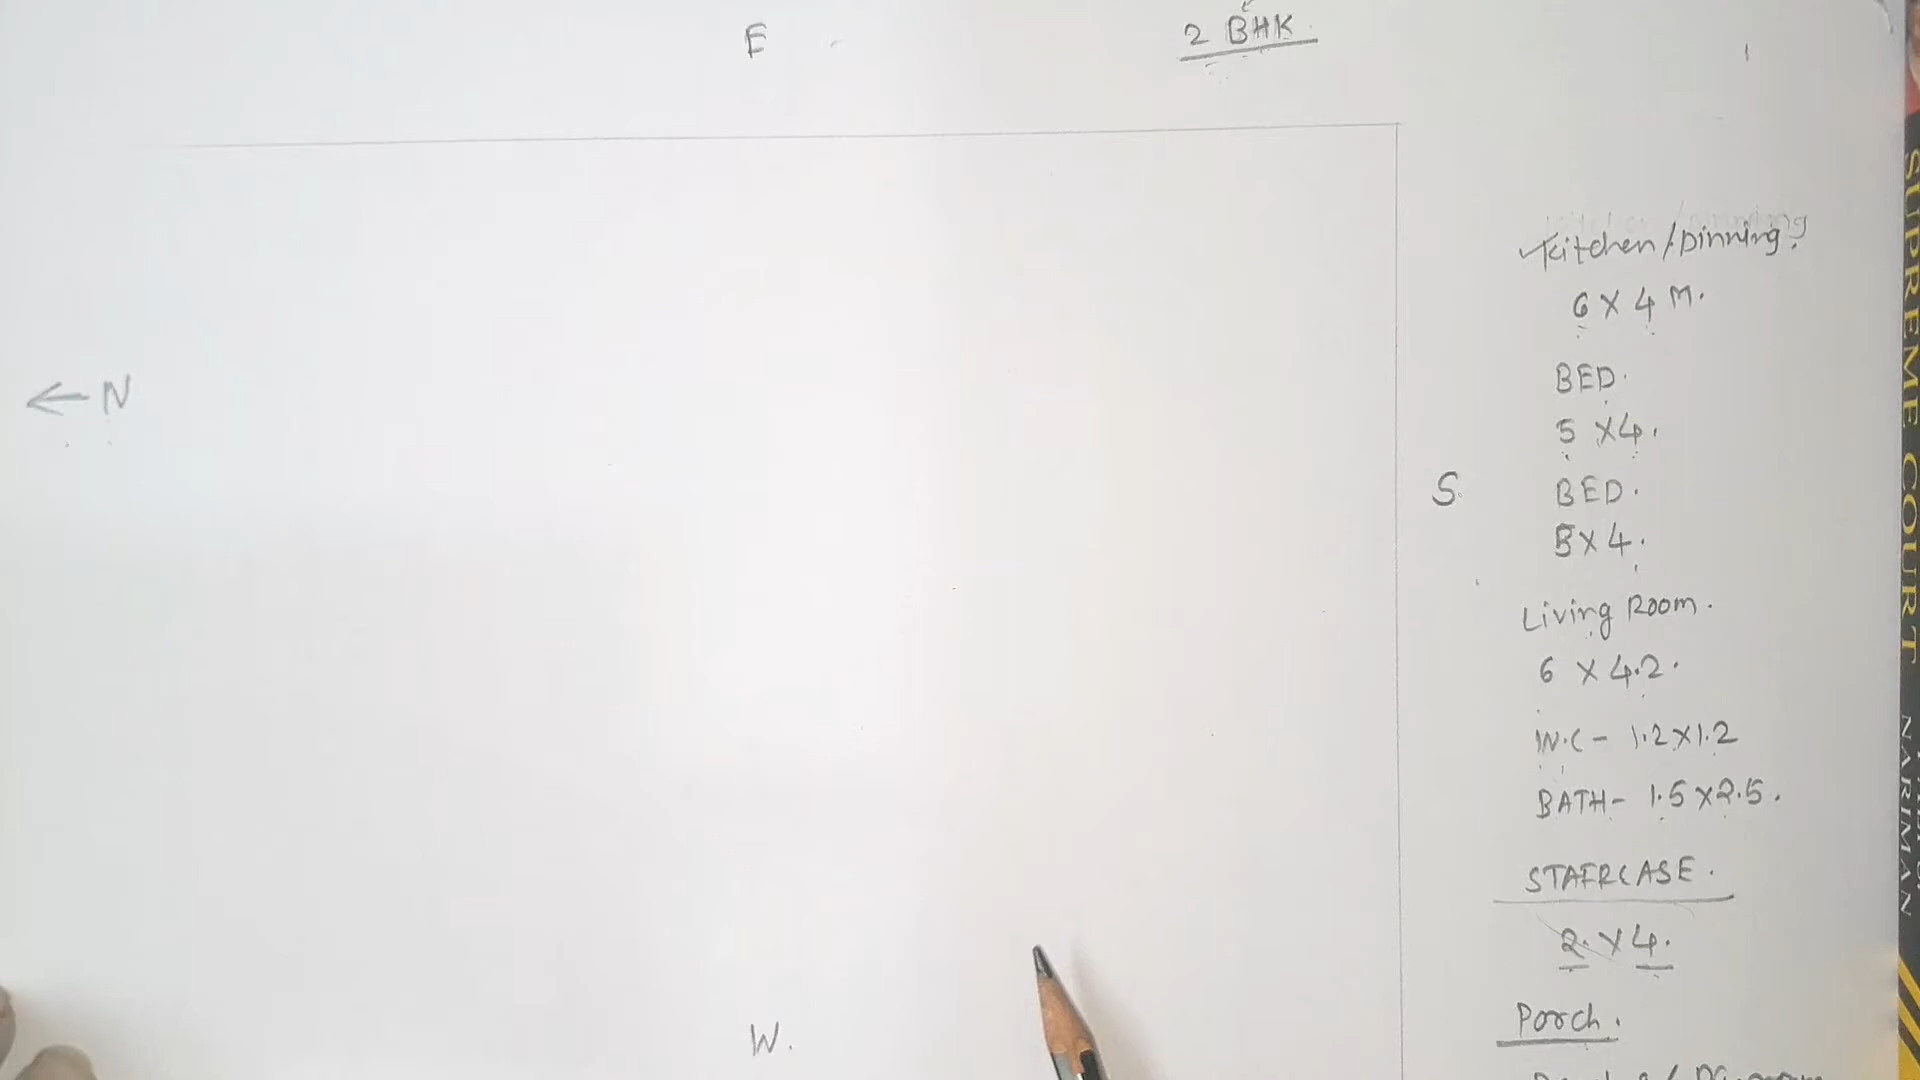 E
2 BHK
N
S.
W.
Kitchen/Dinning.
6 X 4 M.
BED.
5 X4.
BED.
5X4.
Living Room.
6 X 4.2.
W.C - 1.2X1.2
BATH- 1.5X2.5.
STAIRCASE.
2. X 4.
Porch.
SUPREME COURT
NARIMAN